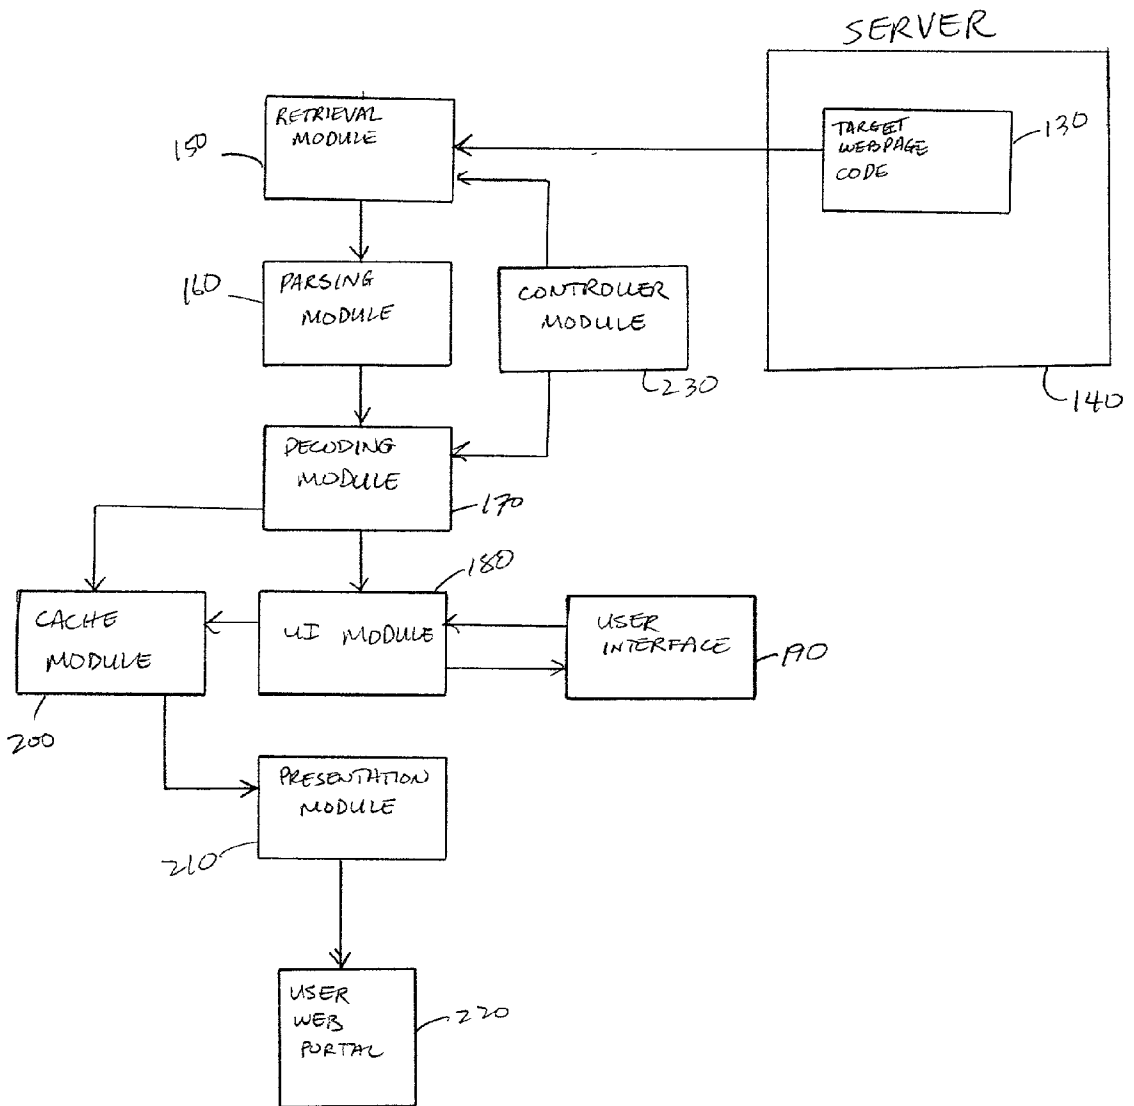 SERVER
RETRIEVAL
MODULE
150
TARGET
WEBPAGE
CODE
130
160
PARSING
MODULE
CONTROLLER
MODULE
230
140
DECODING
MODULE
170
180
CACHE
MODULE
UI MODULE
USER
INTERFACE
190
200
PRESENTATION
MODULE
210
USER
WEB
PORTAL
220